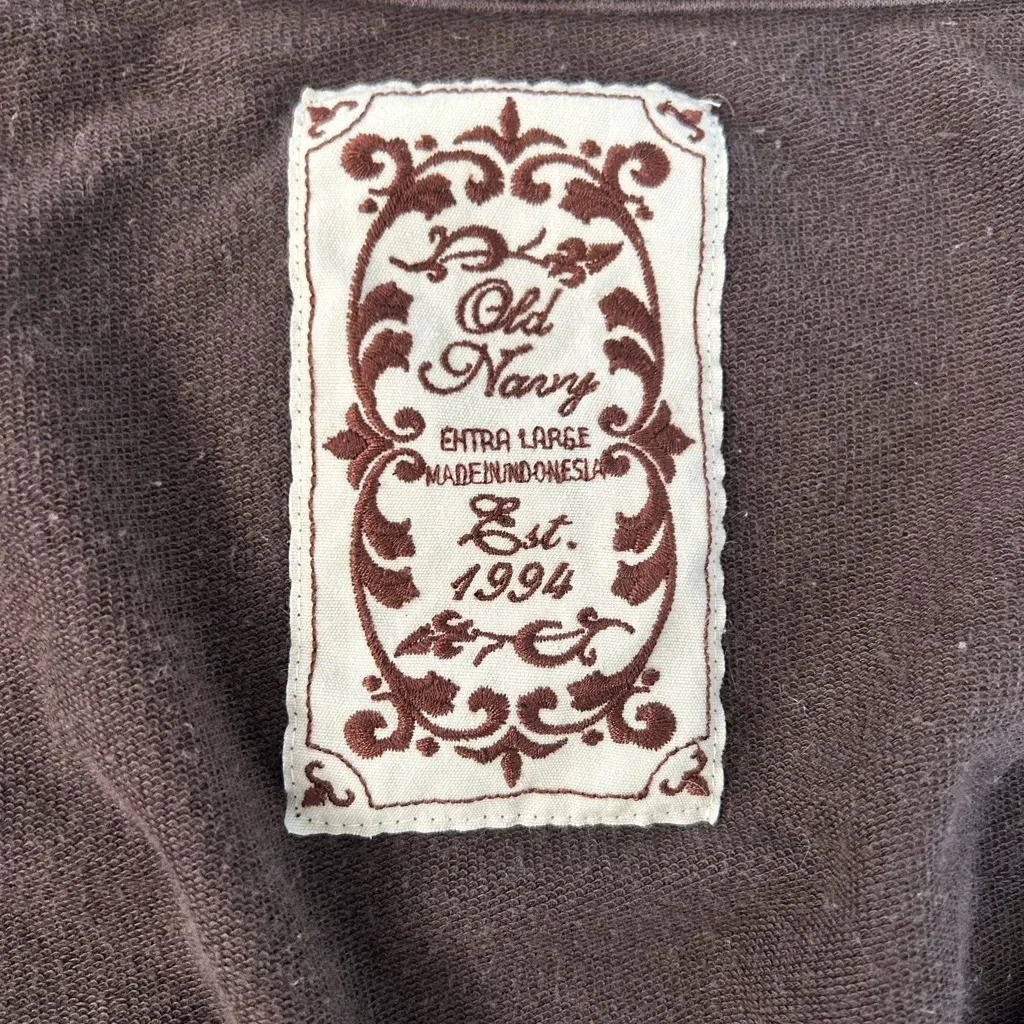 Old
Navy
EXTRA LARGE
MADE IN INDONESIA
Est.
1994